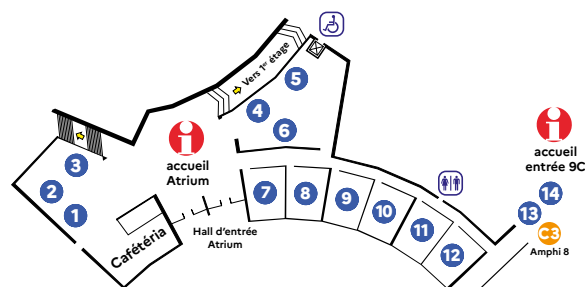 Vers 1er étage
5
4
6
i
accueil
Atrium
3
2
1
Cafétéria
Hall d'entrée
Atrium
7
8
9
10
11
12
i
accueil
entrée 9C
14
13
C3
Amphi 8